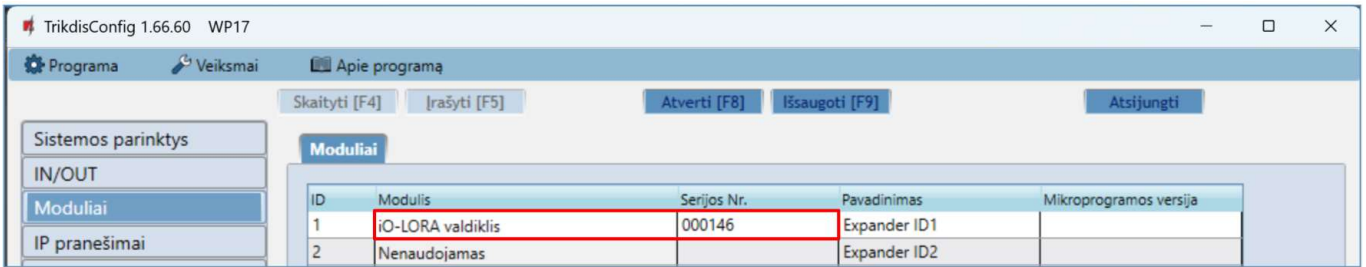 TrikdisConfig 1.66.60 WP17
Programa Veiksmai Apie programą
Skaityti [F4] Įrašyti [F5] Atverti [F8] Išsaugoti [F9] Atsijungti
Sistemos parinktys
IN/OUT
Moduliai
IP pranešimai
Moduliai
ID Modulis Serijos Nr. Pavadinimas Mikroprogramos versija
1 iO-LORA valdiklis 000146 Expander ID1
2 Nenaudojamas Expander ID2